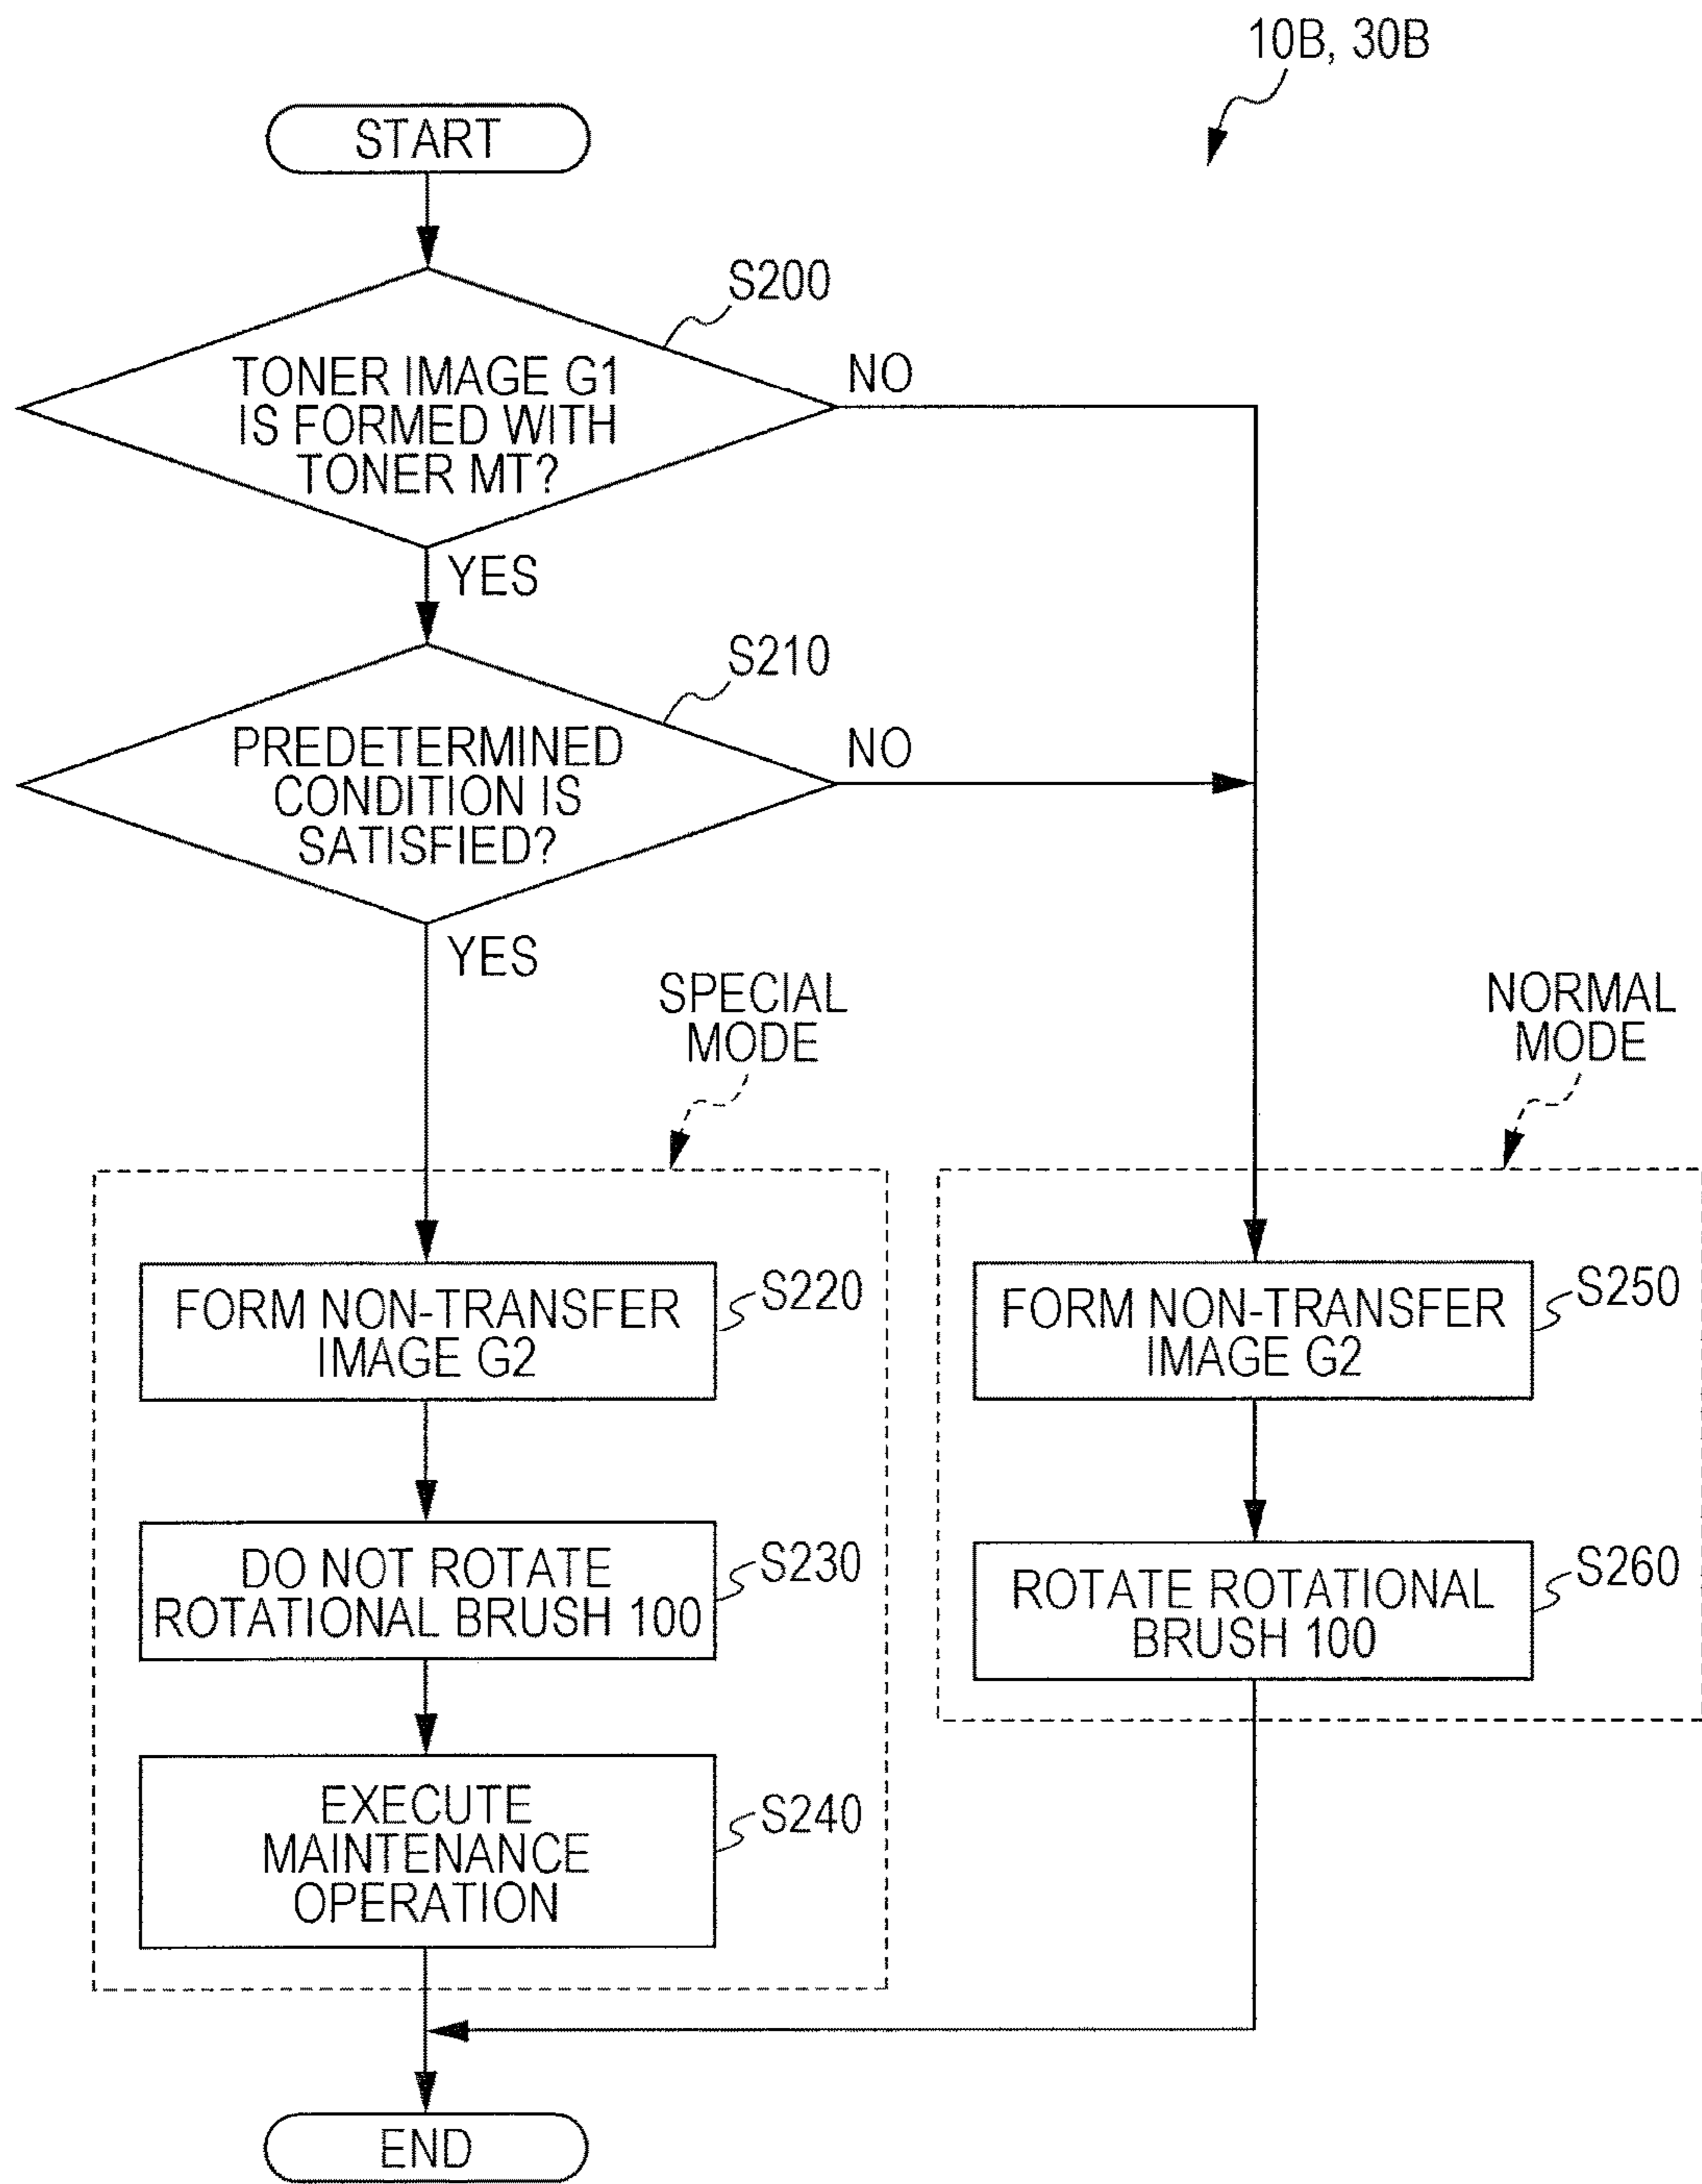 10B, 30B
START
S200
TONER IMAGE G1
IS FORMED WITH
TONER MT?
NO
YES
S210
PREDETERMINED
CONDITION IS
SATISFIED?
NO
YES
SPECIAL
MODE
NORMAL
MODE
FORM NON-TRANSFER
IMAGE G2
S220
FORM NON-TRANSFER
IMAGE G2
S250
DO NOT ROTATE
ROTATIONAL BRUSH 100
S230
ROTATE ROTATIONAL
BRUSH 100
S260
EXECUTE
MAINTENANCE
OPERATION
S240
END